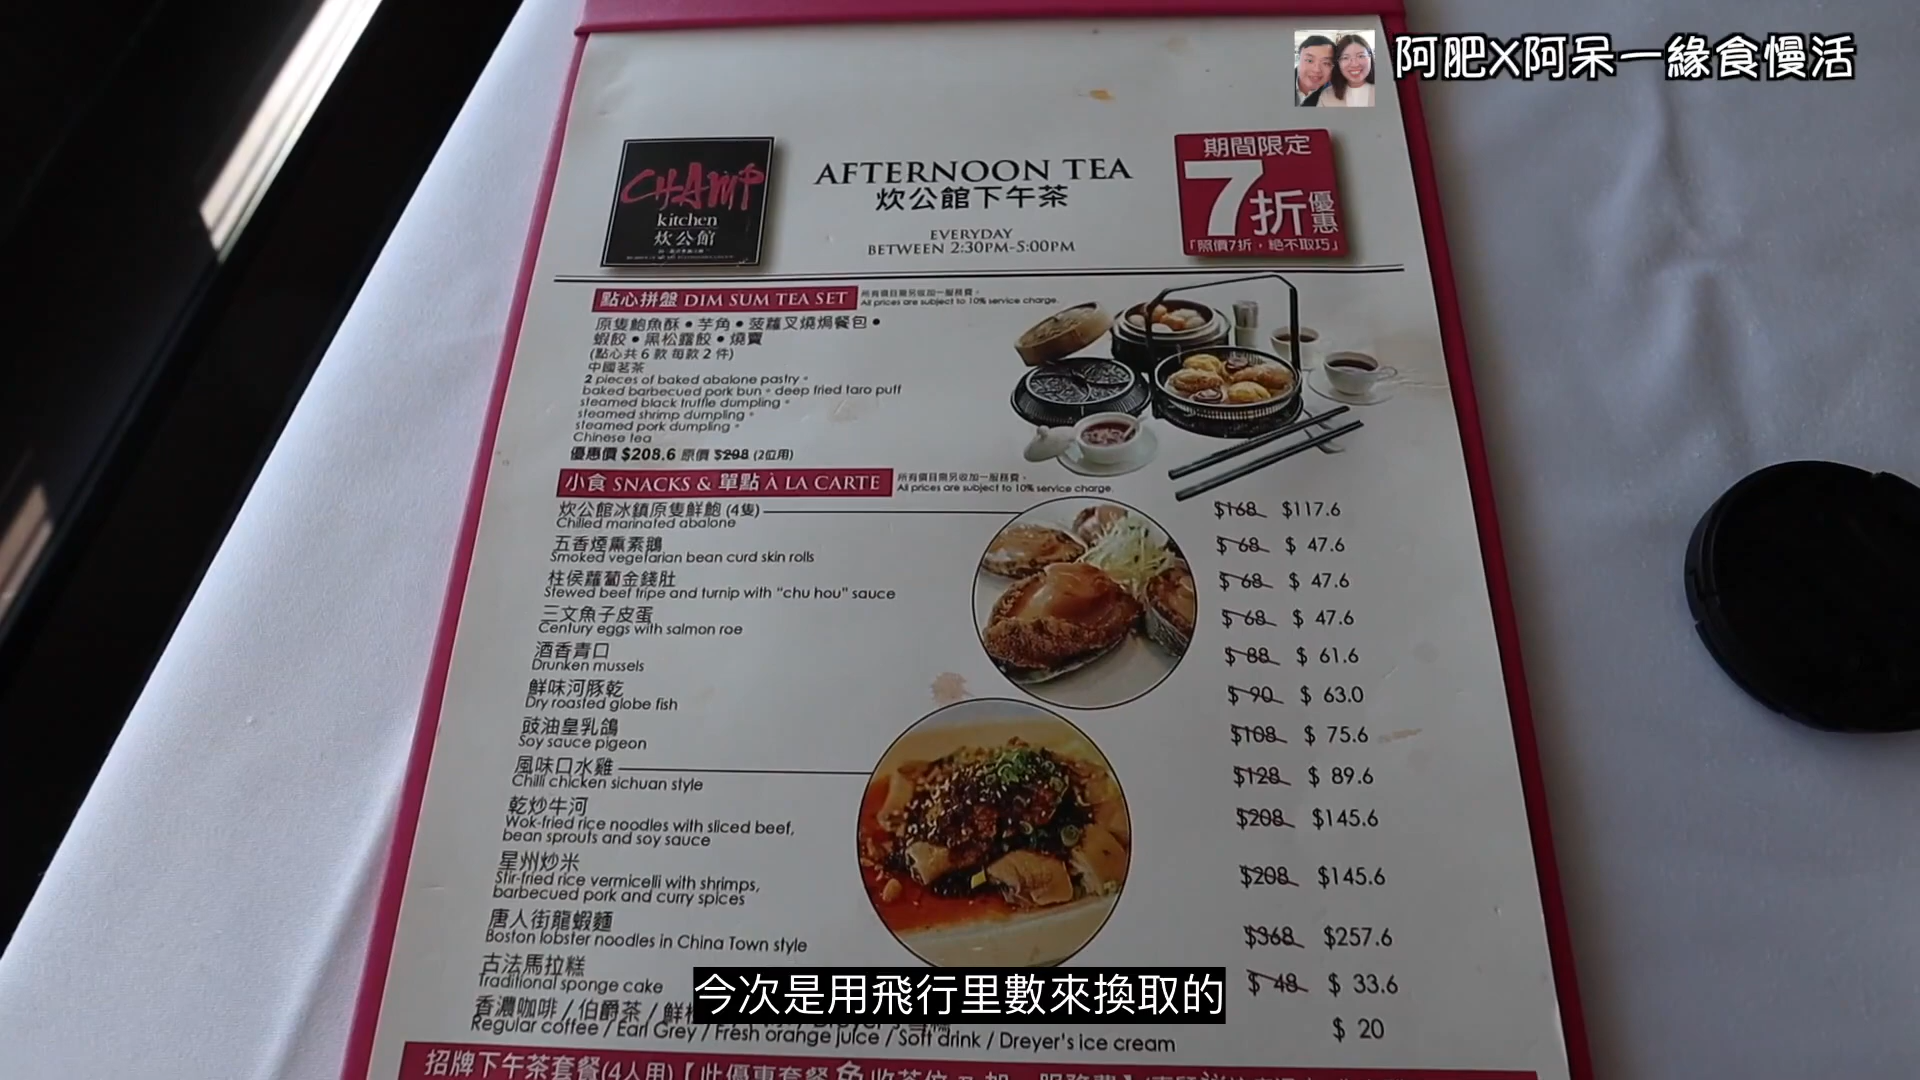 阿肥X阿呆一緣食慢活
CHAMP
kitchen
炊公館
AFTERNOON TEA
炊公館下午茶
EVERYDAY
BETWEEN 2:30PM-5:00PM
期間限定
7折優惠
「照價7折，絕不取巧」
點心拼盤 DIM SUM TEA SET
所有價目需另收加一服務費。
All prices are subject to 10% service charge.
原隻鮑魚酥 • 芋角 • 菠蘿叉燒焗餐包 •
蝦餃 • 黑松露餃 • 燒賣
(點心共 6 款 每款 2 件)
中國茗茶
2 pieces of baked abalone pastry。
baked barbecued pork bun。deep fried taro puff
steamed black truffle dumpling。
steamed shrimp dumpling。
steamed pork dumpling。
Chinese tea
優惠價 $208.6 原價 $298 (2位用)
小食 SNACKS & 單點 À LA CARTE
所有價目需另收加一服務費。
All prices are subject to 10% service charge.
炊公館冰鎮原隻鮮鮑 (4隻) $168 $117.6
Chilled marinated abalone
五香煙熏素鵝 $ 68 $ 47.6
Smoked vegetarian bean curd skin rolls
柱侯蘿蔔金錢肚 $ 68 $ 47.6
Stewed beef tripe and turnip with "chu hou" sauce
三文魚子皮蛋 $ 68 $ 47.6
Century eggs with salmon roe
酒香青口 $ 88 $ 61.6
Drunken mussels
鮮味河豚乾 $ 90 $ 63.0
Dry roasted globe fish
豉油皇乳鴿 $108 $ 75.6
Soy sauce pigeon
風味口水雞 $128 $ 89.6
Chilli chicken sichuan style
乾炒牛河 $208 $145.6
Wok-fried rice noodles with sliced beef,
bean sprouts and soy sauce
星州炒米 $208 $145.6
Stir-fried rice vermicelli with shrimps,
barbecued pork and curry spices
唐人街龍蝦麵 $368 $257.6
Boston lobster noodles in China Town style
古法馬拉糕 $ 48 $ 33.6
Traditional sponge cake
香濃咖啡 / 伯爵茶 / 鮮 $ 20
Regular coffee / Earl Grey / Fresh orange juice / Soft drink / Dreyer's ice cream
招牌下午茶套餐(4人用)【此優惠套餐免收茶位及加一服務費】
今次是用飛行里數來換取的